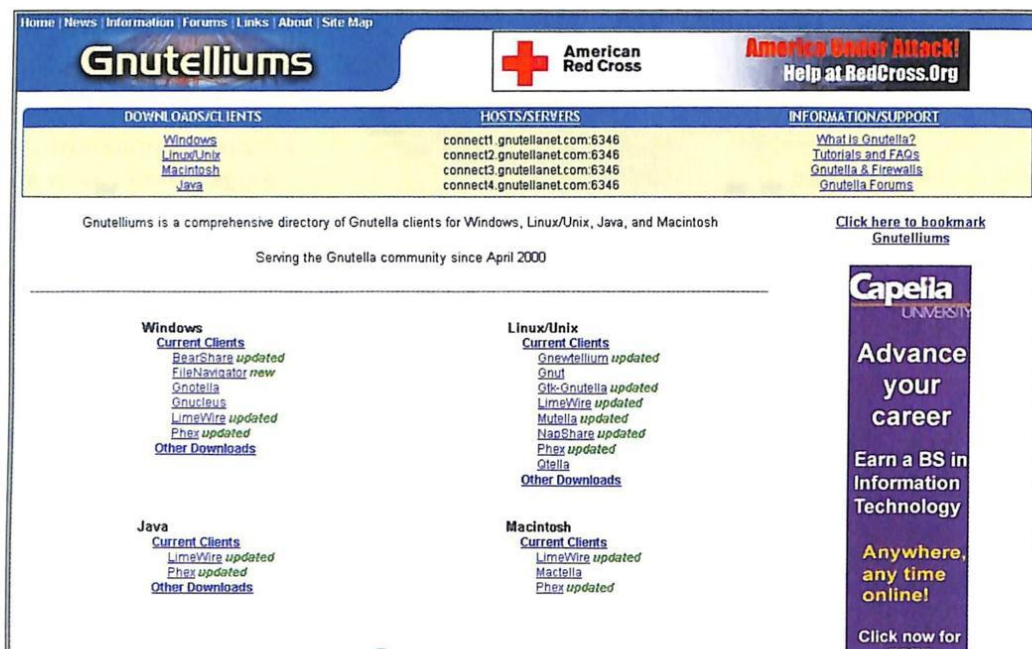 Home | News | Information | Forums | Links | About | Site Map
Gnutelliums
American
Red Cross
America Under Attack!
Help at RedCross.Org
DOWNLOADS/CLIENTS
Windows
Linux/Unix
Macintosh
Java
HOSTS/SERVERS
connect1.gnutellanet.com:6346
connect2.gnutellanet.com:6346
connect3.gnutellanet.com:6346
connect4.gnutellanet.com:6346
INFORMATION/SUPPORT
What is Gnutella?
Tutorials and FAQs
Gnutella & Firewalls
Gnutella Forums
Gnutelliums is a comprehensive directory of Gnutella clients for Windows, Linux/Unix, Java, and Macintosh
Serving the Gnutella community since April 2000
Click here to bookmark
Gnutelliums
Windows
Current Clients
BearShare updated
FileNavigator new
Gnotella
Gnucleus
LimeWire updated
Phex updated
Other Downloads
Linux/Unix
Current Clients
Gnewtellium updated
Gnut
Gtk-Gnutella updated
LimeWire updated
Mutella updated
NapShare updated
Phex updated
Qtella
Other Downloads
Java
Current Clients
LimeWire updated
Phex updated
Other Downloads
Macintosh
Current Clients
LimeWire updated
Mactella
Phex updated
Capella
UNIVERSITY
Advance
your
career
Earn a BS in
Information
Technology
Anywhere,
any time
online!
Click now for